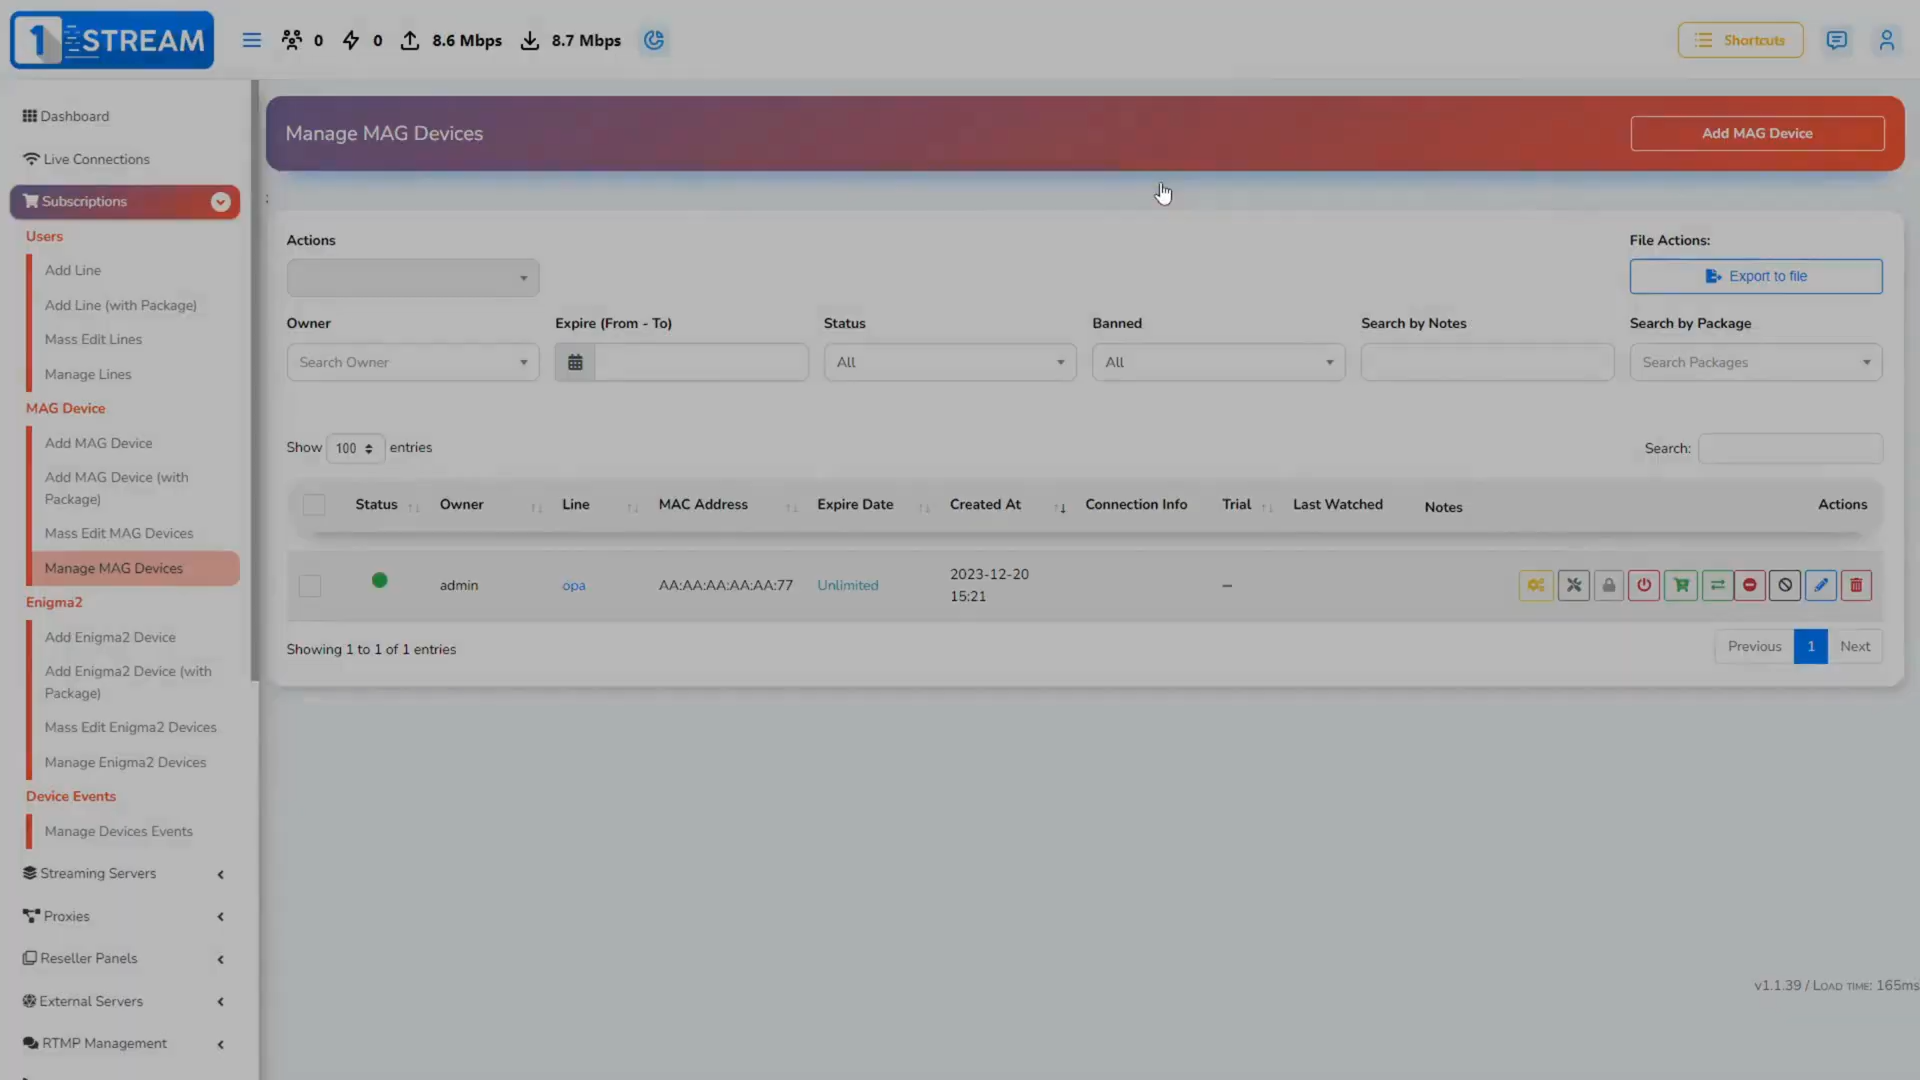 1 STREAM
0
0
8.6 Mbps
8.7 Mbps
Shortcuts
Dashboard
Live Connections
Subscriptions
Users
Add Line
Add Line (with Package)
Mass Edit Lines
Manage Lines
MAG Device
Add MAG Device
Add MAG Device (with
Package)
Mass Edit MAG Devices
Manage MAG Devices
Enigma2
Add Enigma2 Device
Add Enigma2 Device (with
Package)
Mass Edit Enigma2 Devices
Manage Enigma2 Devices
Device Events
Manage Devices Events
Streaming Servers
Proxies
Reseller Panels
External Servers
RTMP Management
Manage MAG Devices
Add MAG Device
:
Actions
File Actions:
Export to file
Owner
Expire (From - To)
Status
Banned
Search by Notes
Search by Package
Search Owner
All
All
Search Packages
Show 100 entries
Search:
Status Owner Line MAC Address Expire Date Created At Connection Info Trial Last Watched Notes Actions
admin opa AA:AA:AA:AA:AA:77 Unlimited 2023-12-20 –
15:21
Showing 1 to 1 of 1 entries
Previous 1 Next
v1.1.39 / LOAD TIME: 165ms